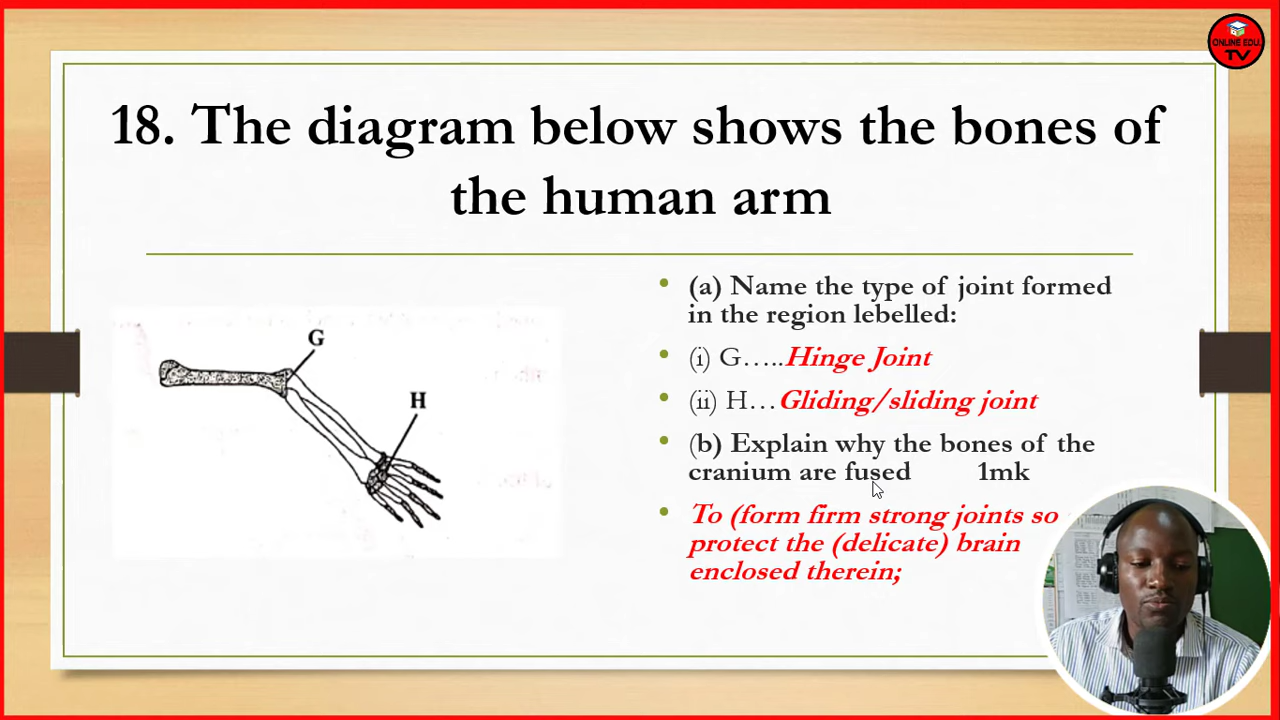 ONLINE EDU.
TV
18. The diagram below shows the bones of
the human arm
G
H
• (a) Name the type of joint formed
in the region lebelled:
• (i) G…..Hinge Joint
• (ii) H…Gliding/sliding joint
• (b) Explain why the bones of the
cranium are fused 1mk
• To (form firm strong joints so
protect the (delicate) brain
enclosed therein;